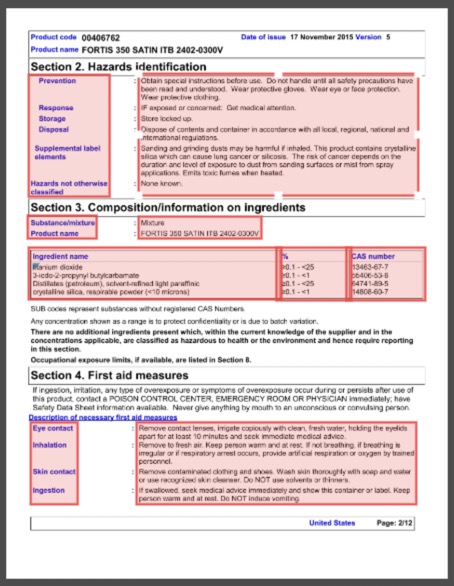 Product code 00406762 Date of issue 17 November 2015 Version 5
Product name FORTIS 350 SATIN ITB 2402-0300V
Section 2. Hazards identification
Prevention : Obtain special instructions before use. Do not handle until all safety precautions have
been read and understood. Wear protective gloves. Wear eye or face protection.
Wear protective clothing.
Response : IF exposed or concerned: Get medical attention.
Storage : Store locked up.
Disposal : Dispose of contents and container in accordance with all local, regional, national and
international regulations.
Supplemental label : Sanding and grinding dusts may be harmful if inhaled. This product contains crystalline
elements silica which can cause lung cancer or silicosis. The risk of cancer depends on the
duration and level of exposure to dust from sanding surfaces or mist from spray
applications. Emits toxic fumes when heated.
Hazards not otherwise : None known.
classified
Section 3. Composition/information on ingredients
Substance/mixture : Mixture
Product name : FORTIS 350 SATIN ITB 2402-0300V
Ingredient name % CAS number
titanium dioxide ≥0.1 - <25 13463-67-7
3-iodo-2-propynyl butylcarbamate ≥0.1 - <1 55406-53-6
Distillates (petroleum), solvent-refined light paraffinic ≥0.1 - <25 64741-89-5
crystalline silica, respirable powder (<10 microns) ≥0.1 - <1 14808-60-7
SUB codes represent substances without registered CAS Numbers.
Any concentration shown as a range is to protect confidentiality or is due to batch variation.
There are no additional ingredients present which, within the current knowledge of the supplier and in the
concentrations applicable, are classified as hazardous to health or the environment and hence require reporting
in this section.
Occupational exposure limits, if available, are listed in Section 8.
Section 4. First aid measures
If ingestion, irritation, any type of overexposure or symptoms of overexposure occur during or persists after use of
this product, contact a POISON CONTROL CENTER, EMERGENCY ROOM OR PHYSICIAN immediately; have
Safety Data Sheet information available. Never give anything by mouth to an unconscious or convulsing person.
Description of necessary first aid measures
Eye contact : Remove contact lenses, irrigate copiously with clean, fresh water, holding the eyelids
apart for at least 10 minutes and seek immediate medical advice.
Inhalation : Remove to fresh air. Keep person warm and at rest. If not breathing, if breathing is
irregular or if respiratory arrest occurs, provide artificial respiration or oxygen by trained
personnel.
Skin contact : Remove contaminated clothing and shoes. Wash skin thoroughly with soap and water
or use recognized skin cleanser. Do NOT use solvents or thinners.
Ingestion : If swallowed, seek medical advice immediately and show this container or label. Keep
person warm and at rest. Do NOT induce vomiting.
United States Page: 2/12